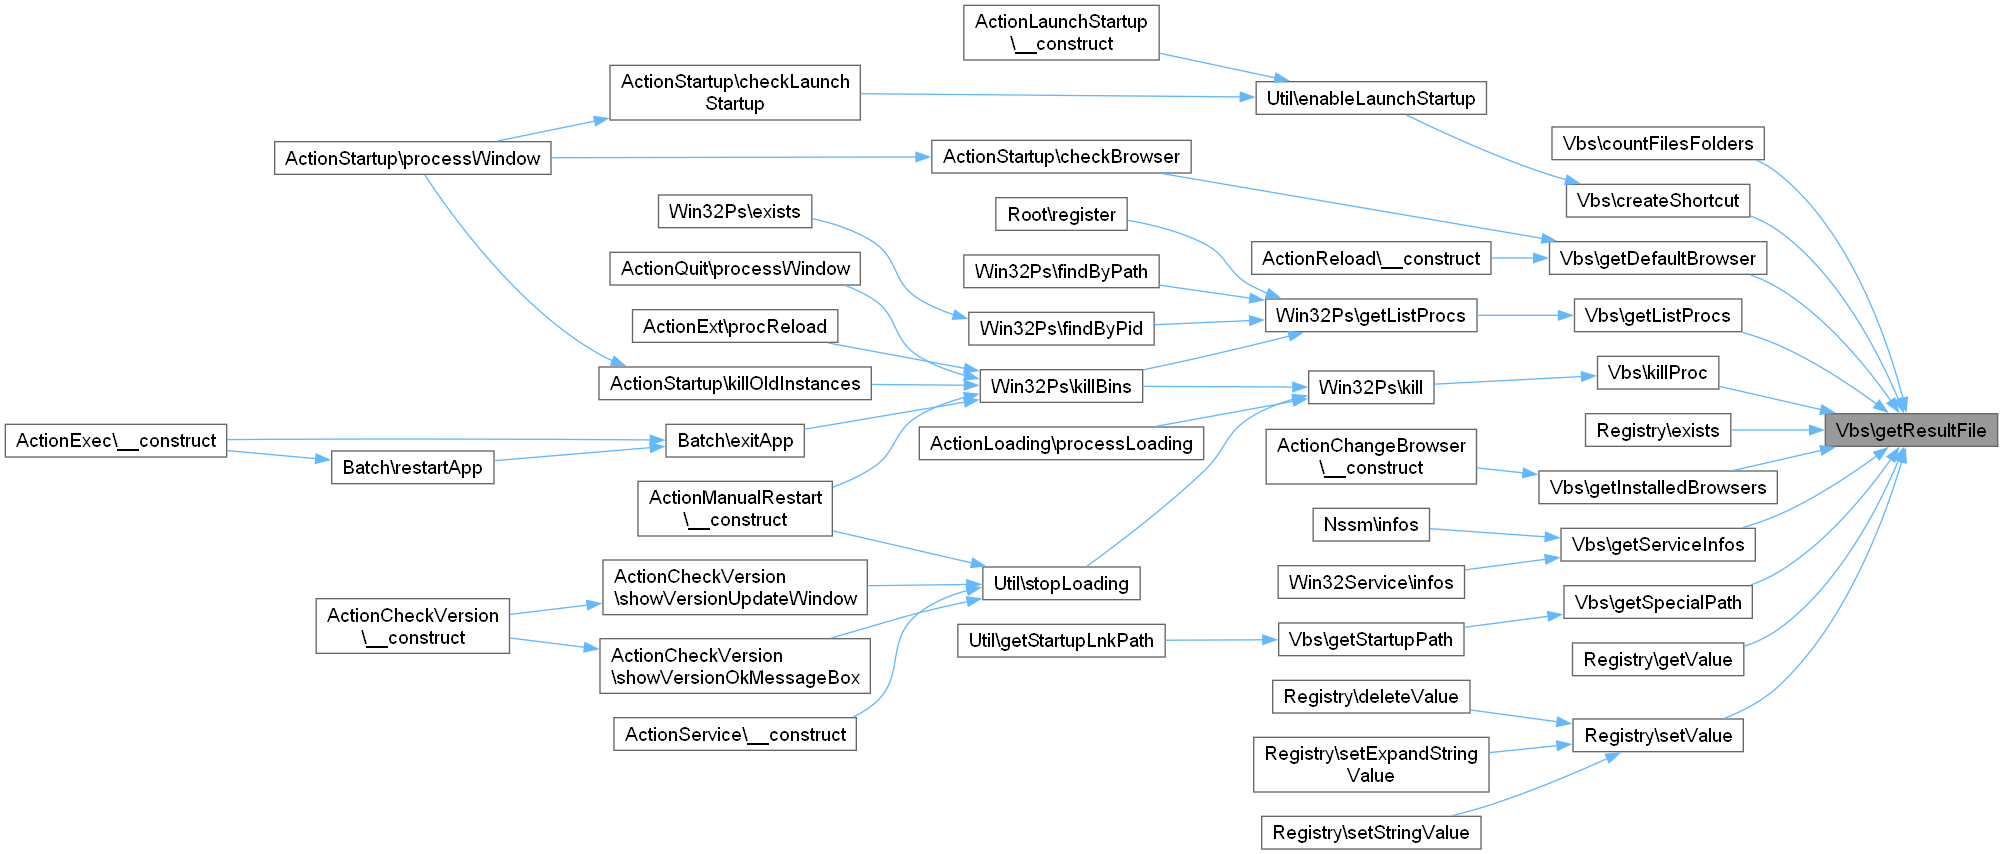 ActionLaunchStartup
\__construct
ActionStartup\checkLaunch
Startup
Util\enableLaunchStartup
Vbs\countFilesFolders
ActionStartup\processWindow
ActionStartup\checkBrowser
Vbs\createShortcut
Win32Ps\exists
Root\register
ActionReload\__construct
Vbs\getDefaultBrowser
ActionQuit\processWindow
Win32Ps\findByPath
Win32Ps\getListProcs
Vbs\getListProcs
ActionExt\procReload
Win32Ps\findByPid
ActionStartup\killOldInstances
Win32Ps\killBins
Win32Ps\kill
Vbs\killProc
ActionExec\__construct
Batch\exitApp
ActionLoading\processLoading
Registry\exists
Vbs\getResultFile
Batch\restartApp
ActionChangeBrowser
\__construct
Vbs\getInstalledBrowsers
ActionManualRestart
\__construct
Nssm\infos
Vbs\getServiceInfos
ActionCheckVersion
\showVersionUpdateWindow
Util\stopLoading
Win32Service\infos
Vbs\getSpecialPath
ActionCheckVersion
\__construct
Util\getStartupLnkPath
Vbs\getStartupPath
ActionCheckVersion
\showVersionOkMessageBox
Registry\getValue
Registry\deleteValue
ActionService\__construct
Registry\setValue
Registry\setExpandString
Value
Registry\setStringValue